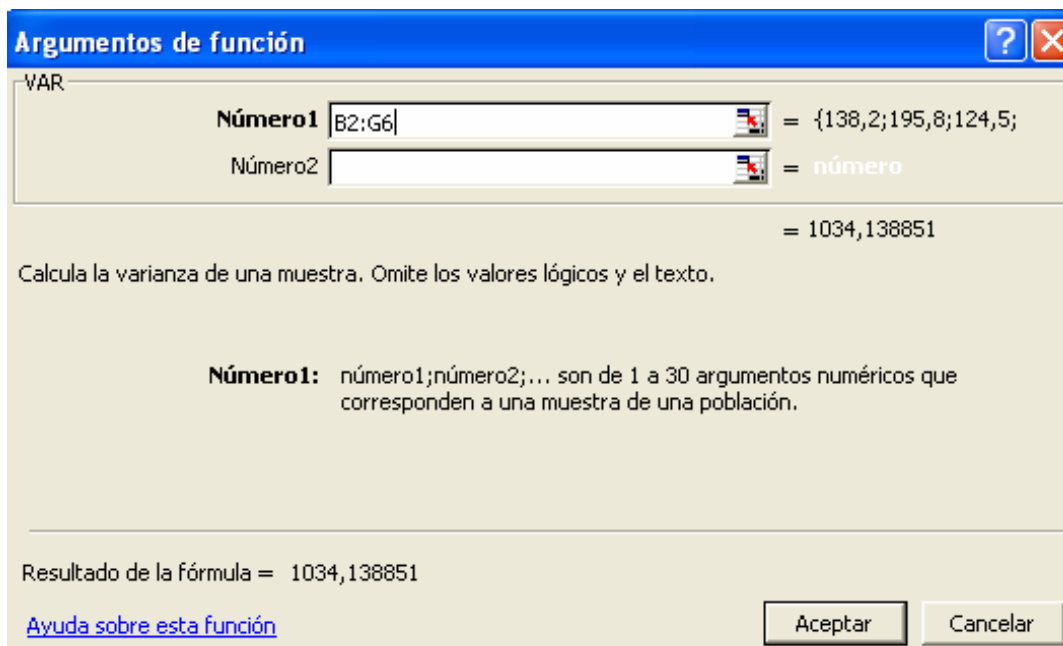 Argumentos de función
VAR
Número1 B2:G6 = {138,2;195,8;124,5;
Número2 = número
= 1034,138851
Calcula la varianza de una muestra. Omite los valores lógicos y el texto.
Número1: número1;número2;... son de 1 a 30 argumentos numéricos que
corresponden a una muestra de una población.
Resultado de la fórmula = 1034,138851
Ayuda sobre esta función Aceptar Cancelar